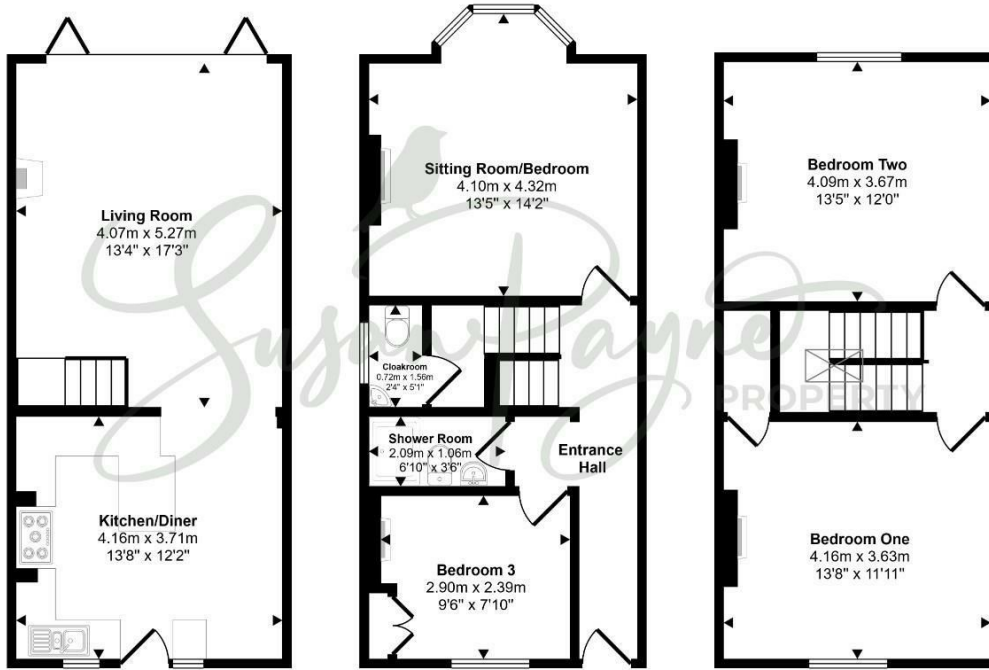 Living Room
4.07m x 5.27m
13'4" x 17'3"
Kitchen/Diner
4.16m x 3.71m
13'8" x 12'2"
Sitting Room/Bedroom
4.10m x 4.32m
13'5" x 14'2"
Cloakroom
0.72m x 1.56m
2'4" x 5'1"
Shower Room
2.09m x 1.06m
6'10" x 3'6"
Entrance
Hall
Bedroom 3
2.90m x 2.39m
9'6" x 7'10"
Bedroom Two
4.09m x 3.67m
13'5" x 12'0"
Bedroom One
4.16m x 3.63m
13'8" x 11'11"
Susan Payne
PROPERTY